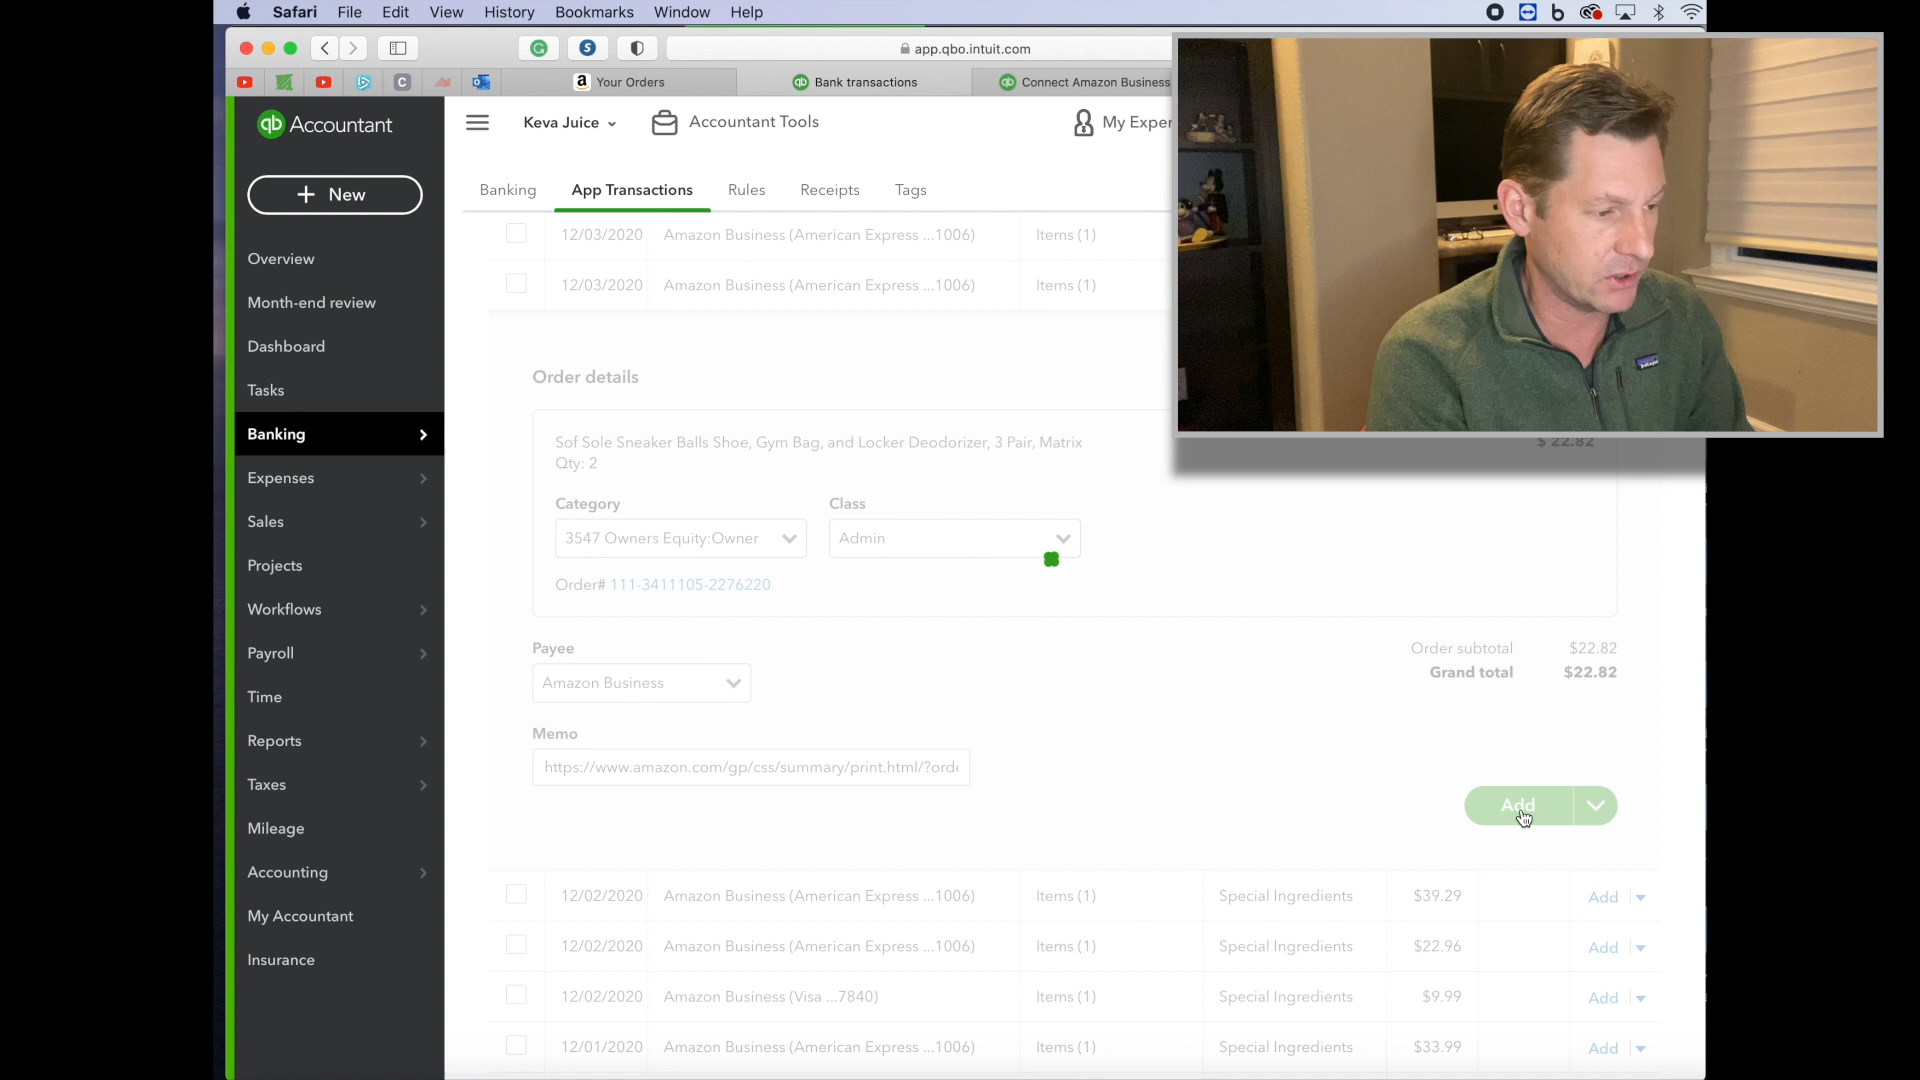 Safari File Edit View History Bookmarks Window Help
app.qbo.intuit.com
Your Orders
Bank transactions
Connect Amazon Business
qb Accountant
Keva Juice
Accountant Tools
My Exper
+ New
Banking
App Transactions
Rules
Receipts
Tags
Overview
Month-end review
Dashboard
Tasks
Banking
Expenses
Sales
Projects
Workflows
Payroll
Time
Reports
Taxes
Mileage
Accounting
My Accountant
Insurance
12/03/2020 Amazon Business (American Express ...1006) Items (1)
12/03/2020 Amazon Business (American Express ...1006) Items (1)
Order details
Sof Sole Sneaker Balls Shoe, Gym Bag, and Locker Deodorizer, 3 Pair, Matrix
$ 22.82
Qty: 2
Category
Class
3547 Owners Equity:Owner
Admin
Order# 111-3411105-2276220
Payee
Order subtotal $22.82
Grand total $22.82
Amazon Business
Memo
https://www.amazon.com/gp/css/summary/print.html/?orde
Add
12/02/2020 Amazon Business (American Express ...1006) Items (1) Special Ingredients $39.29 Add
12/02/2020 Amazon Business (American Express ...1006) Items (1) Special Ingredients $22.96 Add
12/02/2020 Amazon Business (Visa ...7840) Items (1) Special Ingredients $9.99 Add
12/01/2020 Amazon Business (American Express ...1006) Items (1) Special Ingredients $33.99 Add
patagonia